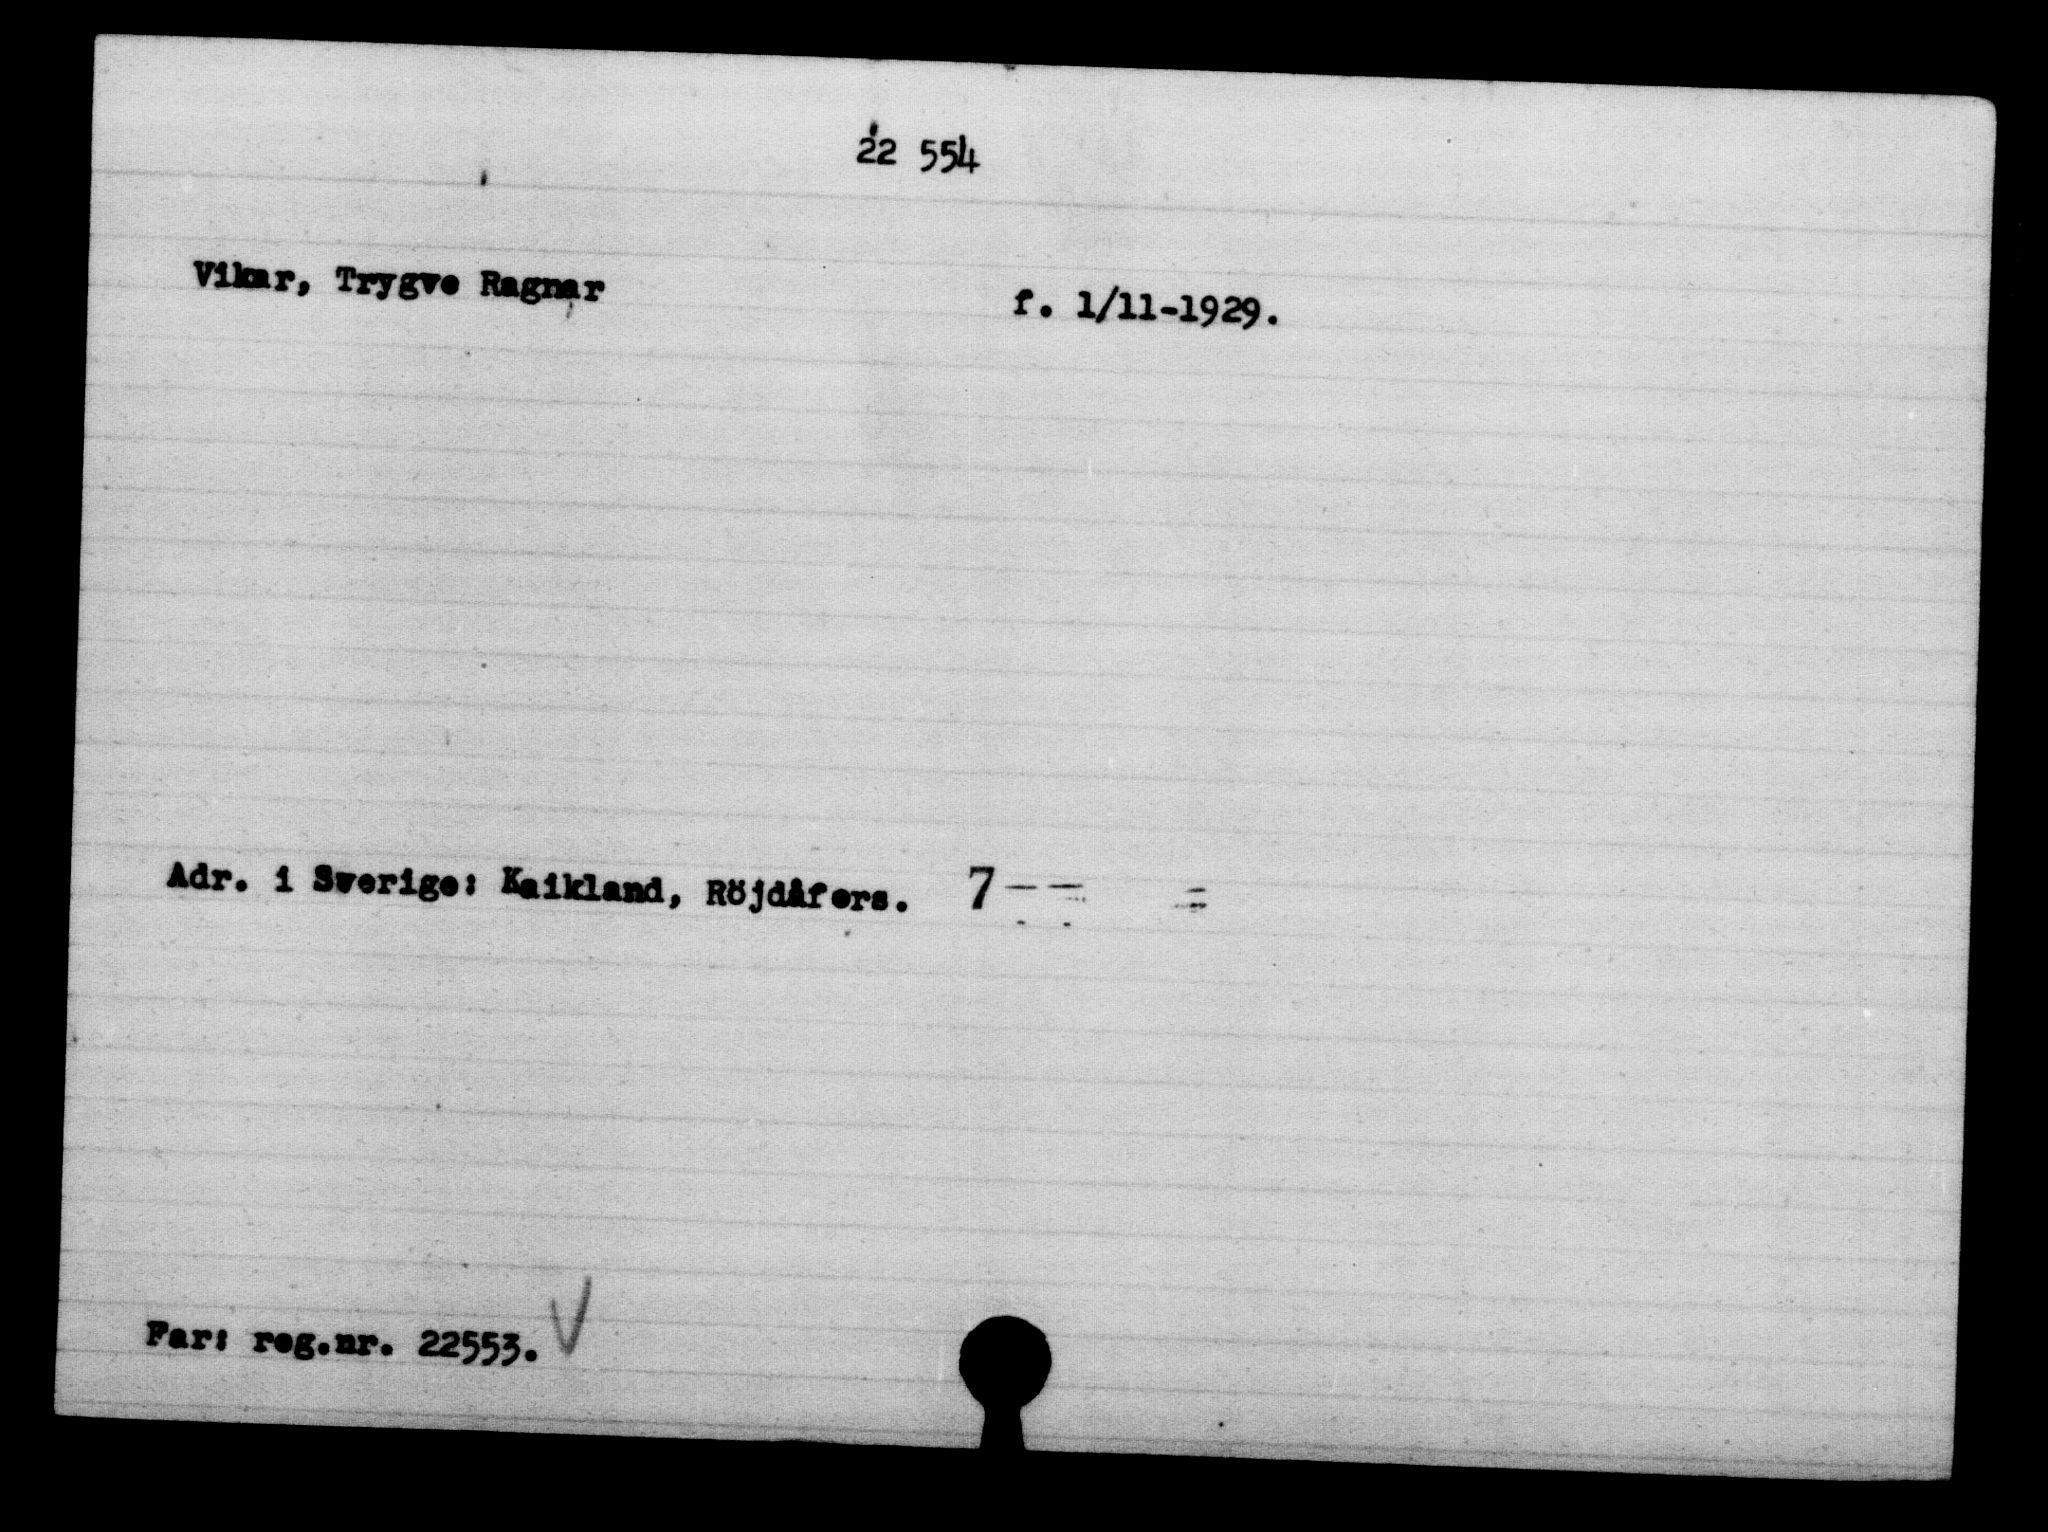 22 554
Vikar, Trygve Ragnar f. 1/11-1929.
Adr. i Sverige: Kaikland, Röjdåfors. 7
Far: reg.nr. 22553. V